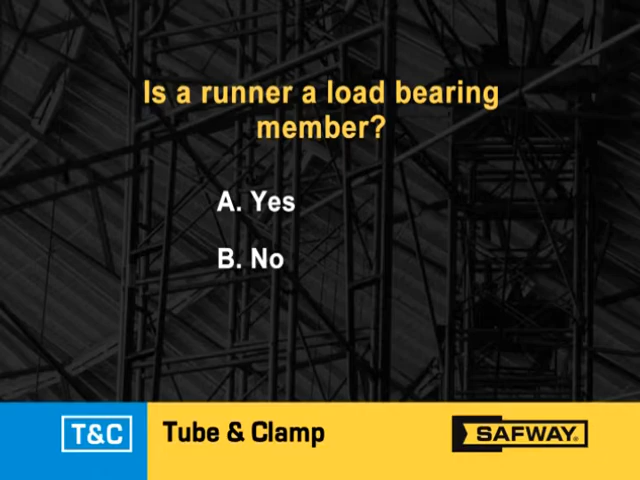 Is a runner a load bearing
member?
A. Yes
B. No
T&C
Tube & Clamp
SAFWAY®